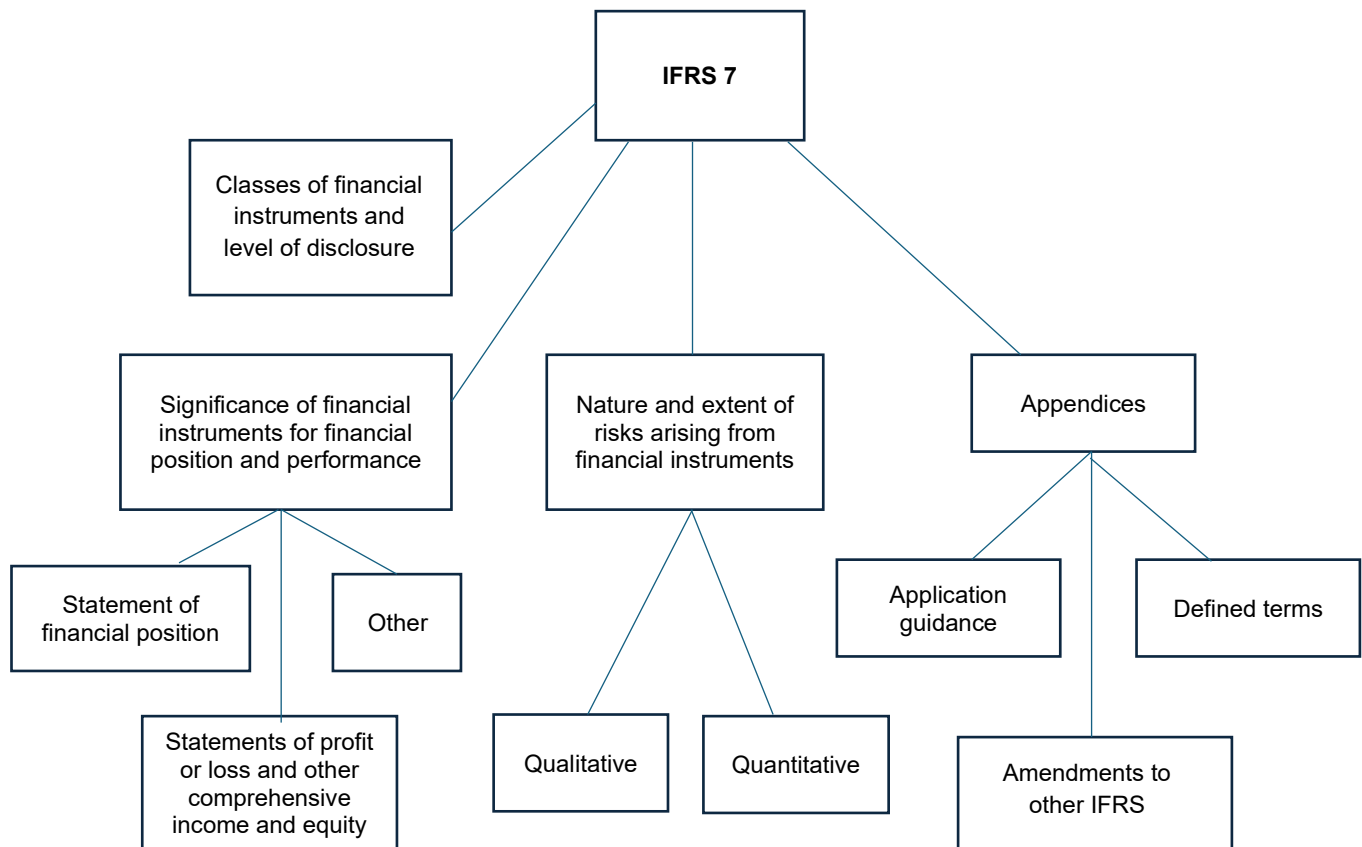 IFRS 7
Classes of financial
instruments and
level of disclosure
Significance of financial
instruments for financial
position and performance
Nature and extent of
risks arising from
financial instruments
Appendices
Statement of
financial position
Other
Application
guidance
Defined terms
Statements of profit
or loss and other
comprehensive
income and equity
Qualitative
Quantitative
Amendments to
other IFRS